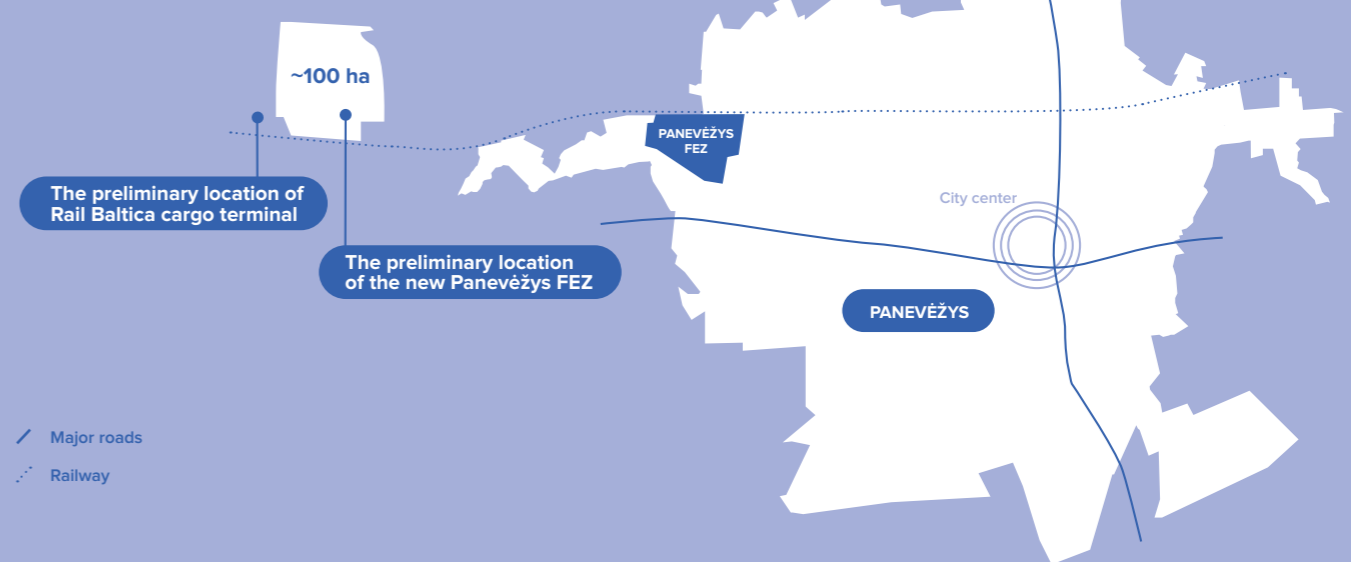 ~100 ha
PANEVĖŽYS
FEZ
The preliminary location of
Rail Baltica cargo terminal
City center
The preliminary location
of the new Panevėžys FEZ
PANEVĖŽYS
Major roads
Railway